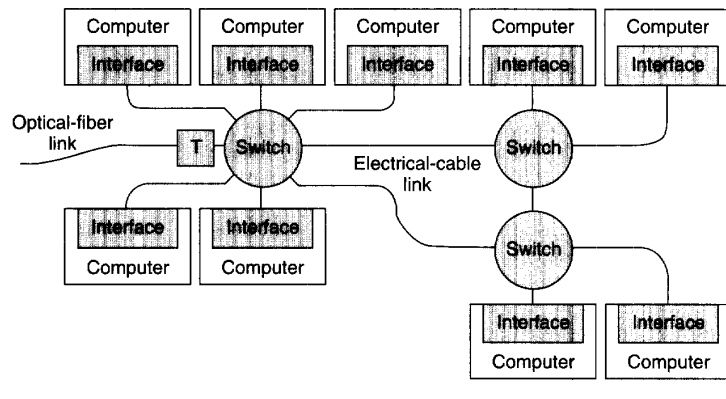 Computer Computer Computer Computer Computer
Interface Interface Interface Interface Interface
Optical-fiber
link
T
Switch
Electrical-cable
link
Switch
Interface Interface
Computer Computer
Switch
Interface Interface
Computer Computer